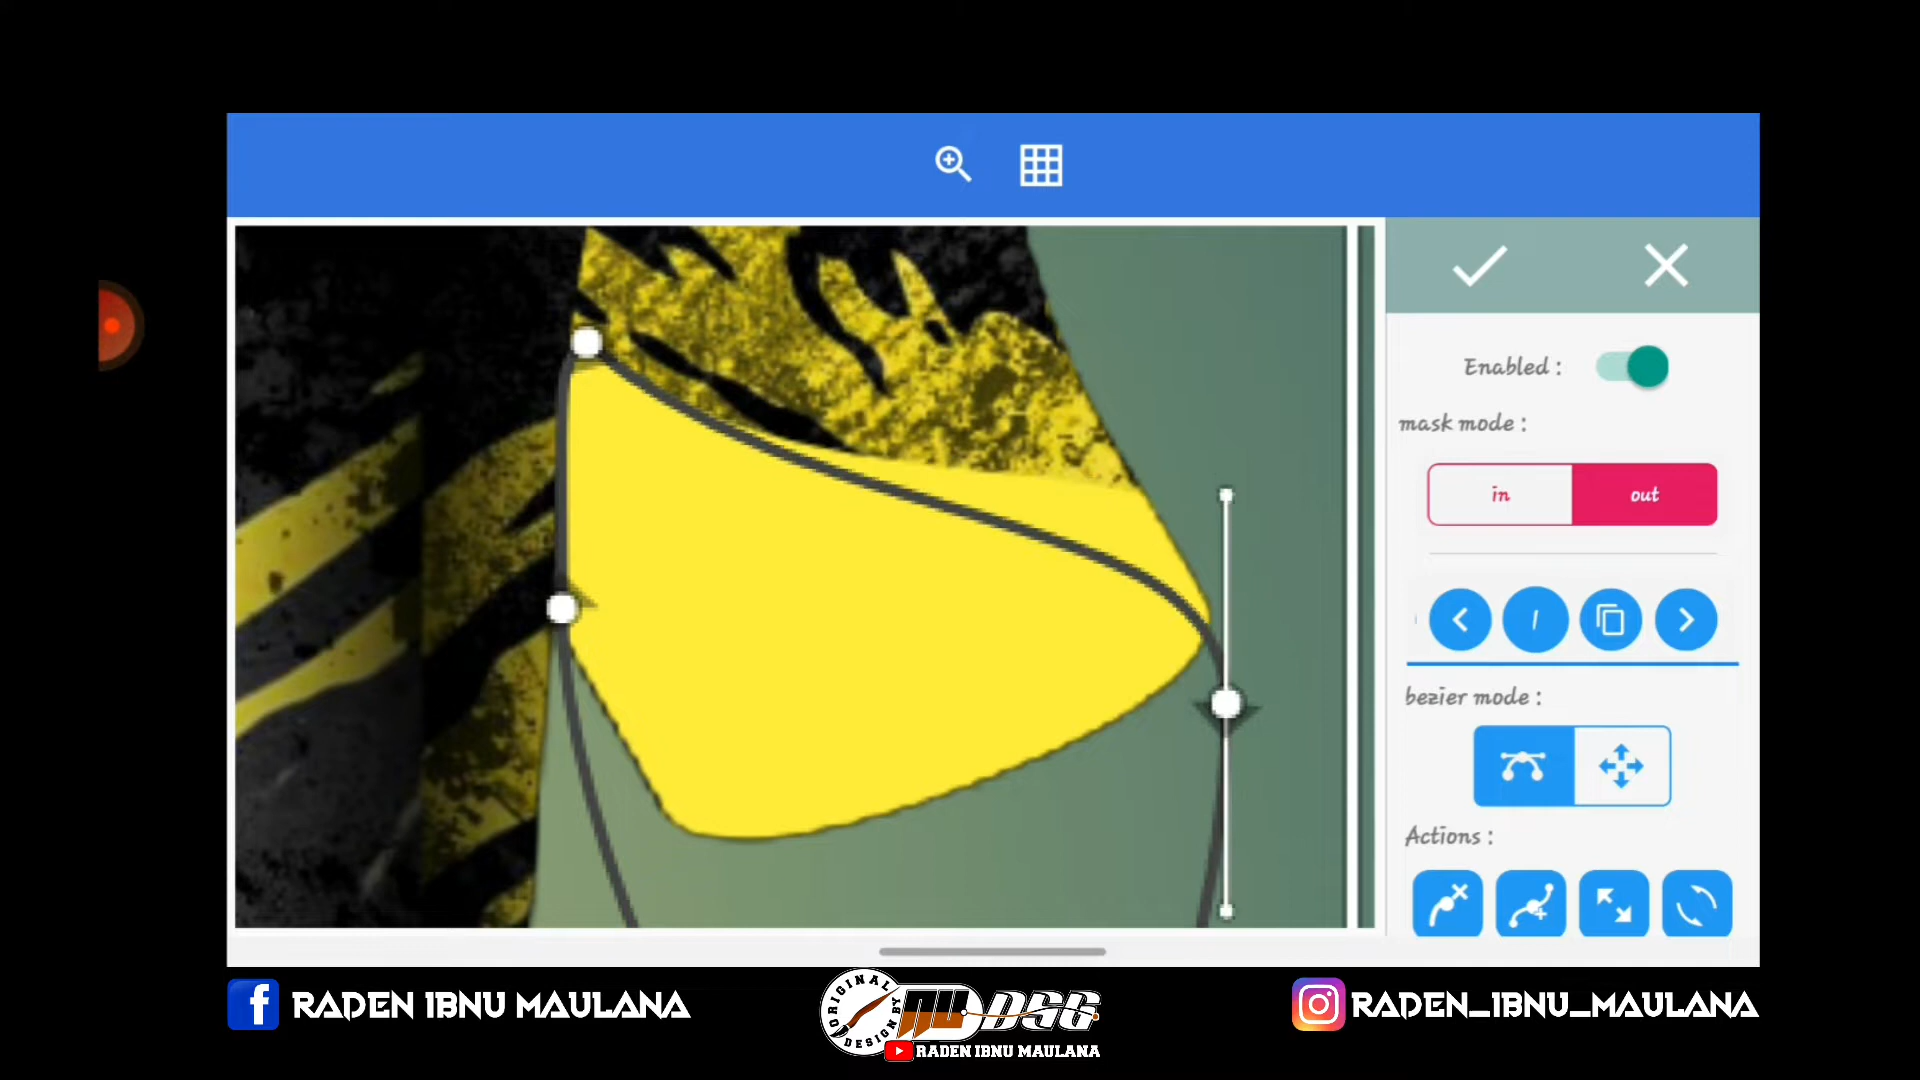 Enabled :
mask mode :
in out
bezier mode :
Actions :
RADEN IBNU MAULANA
ORIGINAL
DESIGN BY
DSG
RADEN IBNU MAULANA
RADEN_IBNU_MAULANA